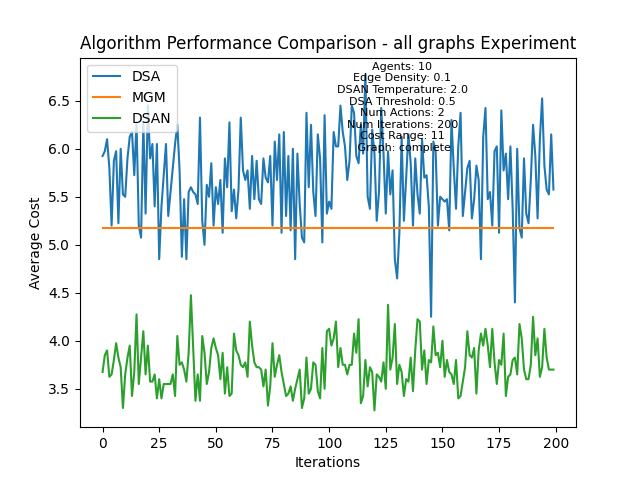 Algorithm Performance Comparison - all graphs Experiment
DSA
MGM
DSAN
Agents: 10
Edge Density: 0.1
DSAN Temperature: 2.0
DSA Threshold: 0.5
Num Actions: 2
Num Iterations: 200
Cost Range: 11
Graph: complete
Average Cost
6.5
6.0
5.5
5.0
4.5
4.0
3.5
0 25 50 75 100 125 150 175 200
Iterations